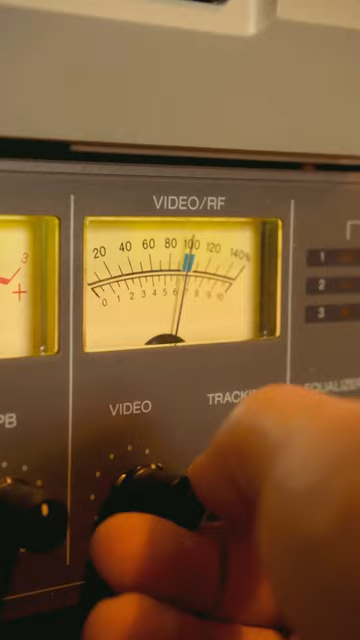 VIDEO/RF
20 40 60 80 100 120 140%
0 1 2 3 4 5 6 7 8 9 10
3
+
1
2
3
PB
VIDEO
TRACKI
EQUALIZER